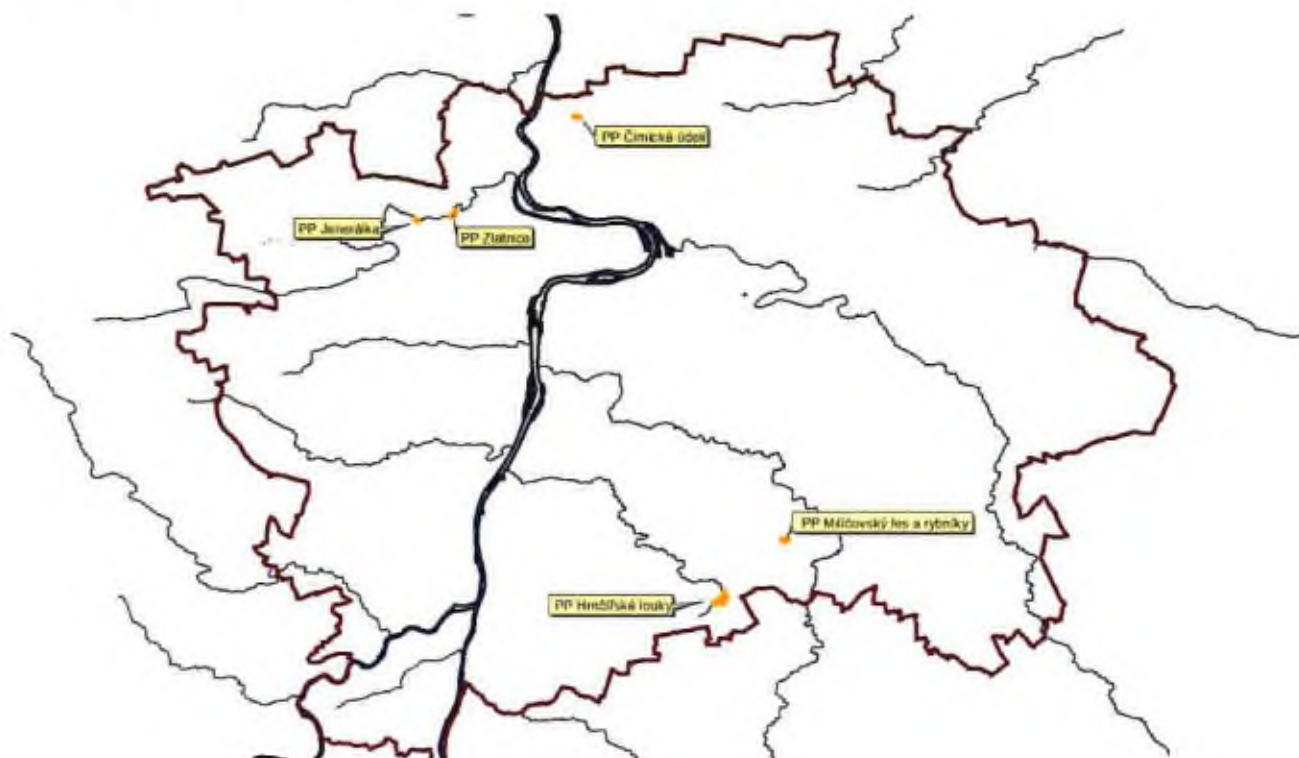 PP Čimické údolí
PP Jenerálka
PP Zlatnice
PP Milíčovský les a rybníky
PP Hrnčířské louky